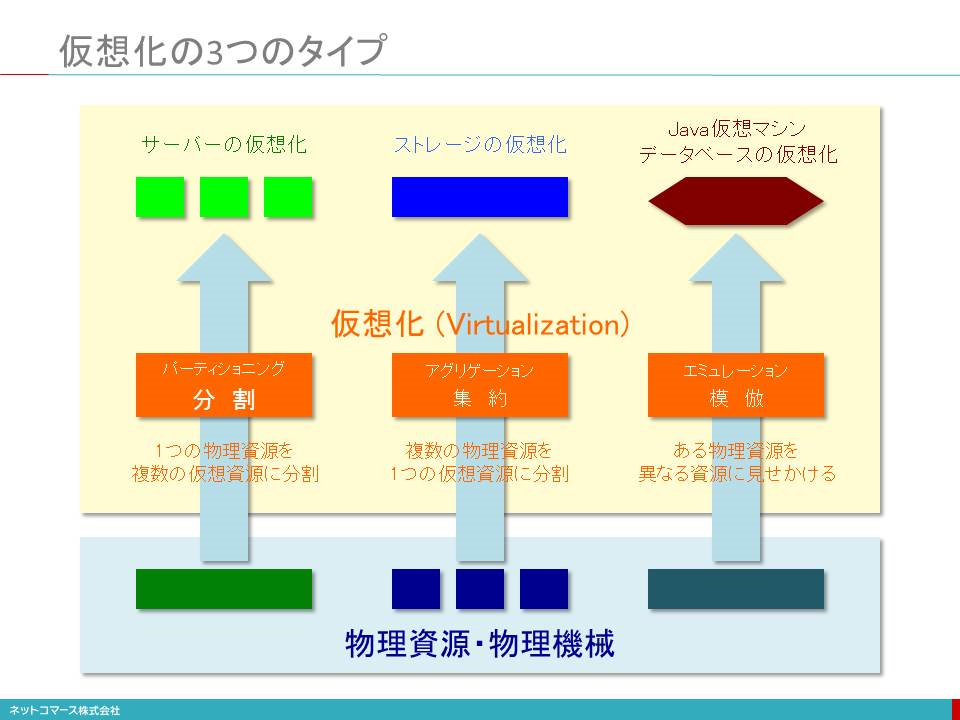 仮想化の3つのタイプ
サーバーの仮想化
ストレージの仮想化
Java仮想マシン
データベースの仮想化
仮想化 (Virtualization)
パーティショニング
分 割
アグリゲーション
集 約
エミュレーション
模 倣
1つの物理資源を
複数の仮想資源に分割
複数の物理資源を
1つの仮想資源に分割
ある物理資源を
異なる資源に見せかける
物理資源・物理機械
ネットコマース株式会社